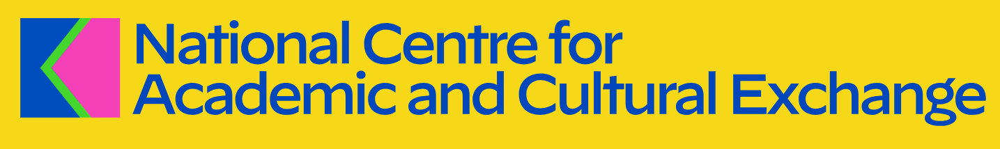 National Centre for
Academic and Cultural Exchange